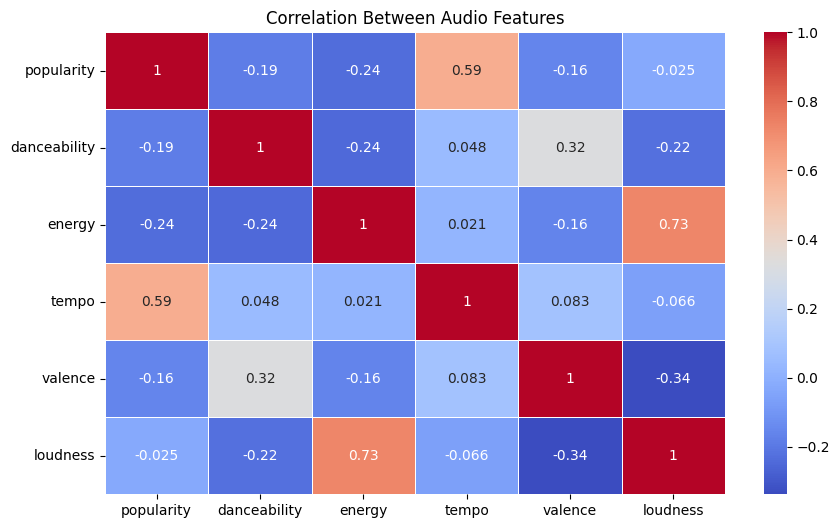 Correlation Between Audio Features
popularity 1 -0.19 -0.24 0.59 -0.16 -0.025
danceability -0.19 1 -0.24 0.048 0.32 -0.22
energy -0.24 -0.24 1 0.021 -0.16 0.73
tempo 0.59 0.048 0.021 1 0.083 -0.066
valence -0.16 0.32 -0.16 0.083 1 -0.34
loudness -0.025 -0.22 0.73 -0.066 -0.34 1
popularity danceability energy tempo valence loudness
1.0
0.8
0.6
0.4
0.2
0.0
−0.2